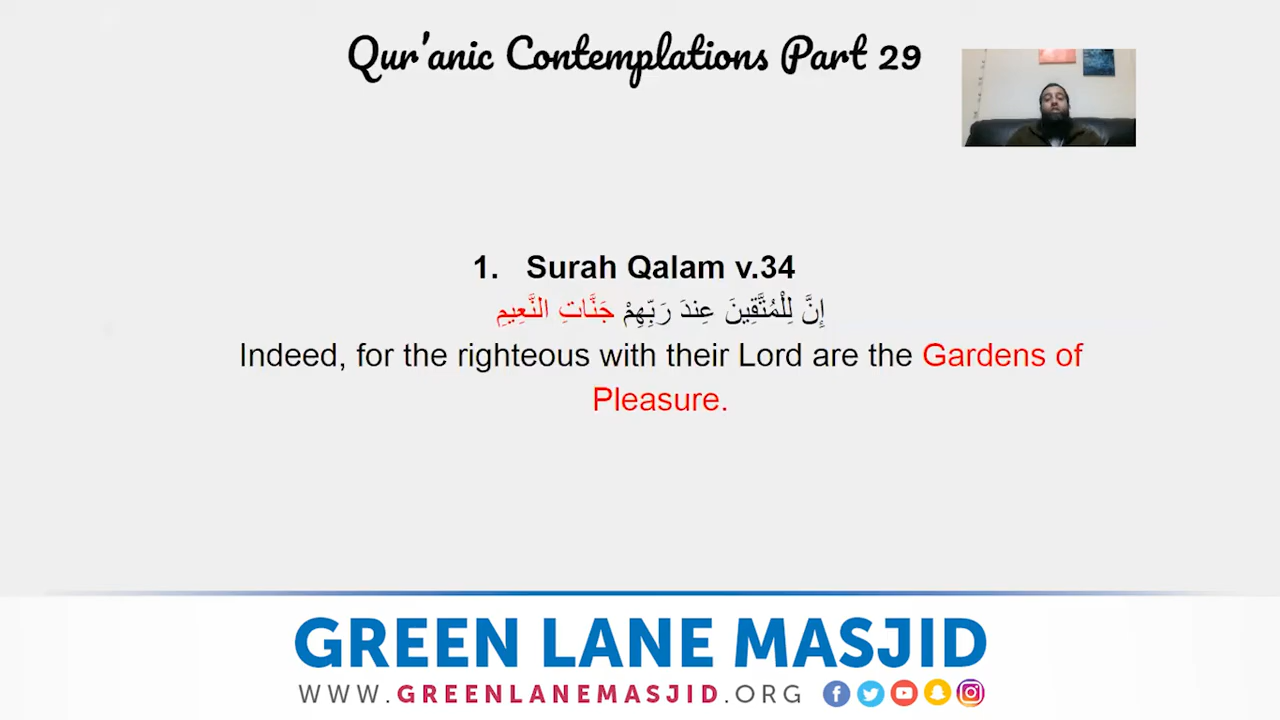 Qur'anic Contemplations Part 29
1. Surah Qalam v.34
إِنَّ لِلْمُتَّقِينَ عِندَ رَبِّهِمْ جَنَّاتِ النَّعِيمِ
Indeed, for the righteous with their Lord are the Gardens of
Pleasure.
GREEN LANE MASJID
WWW.GREENLANEMASJID.ORG